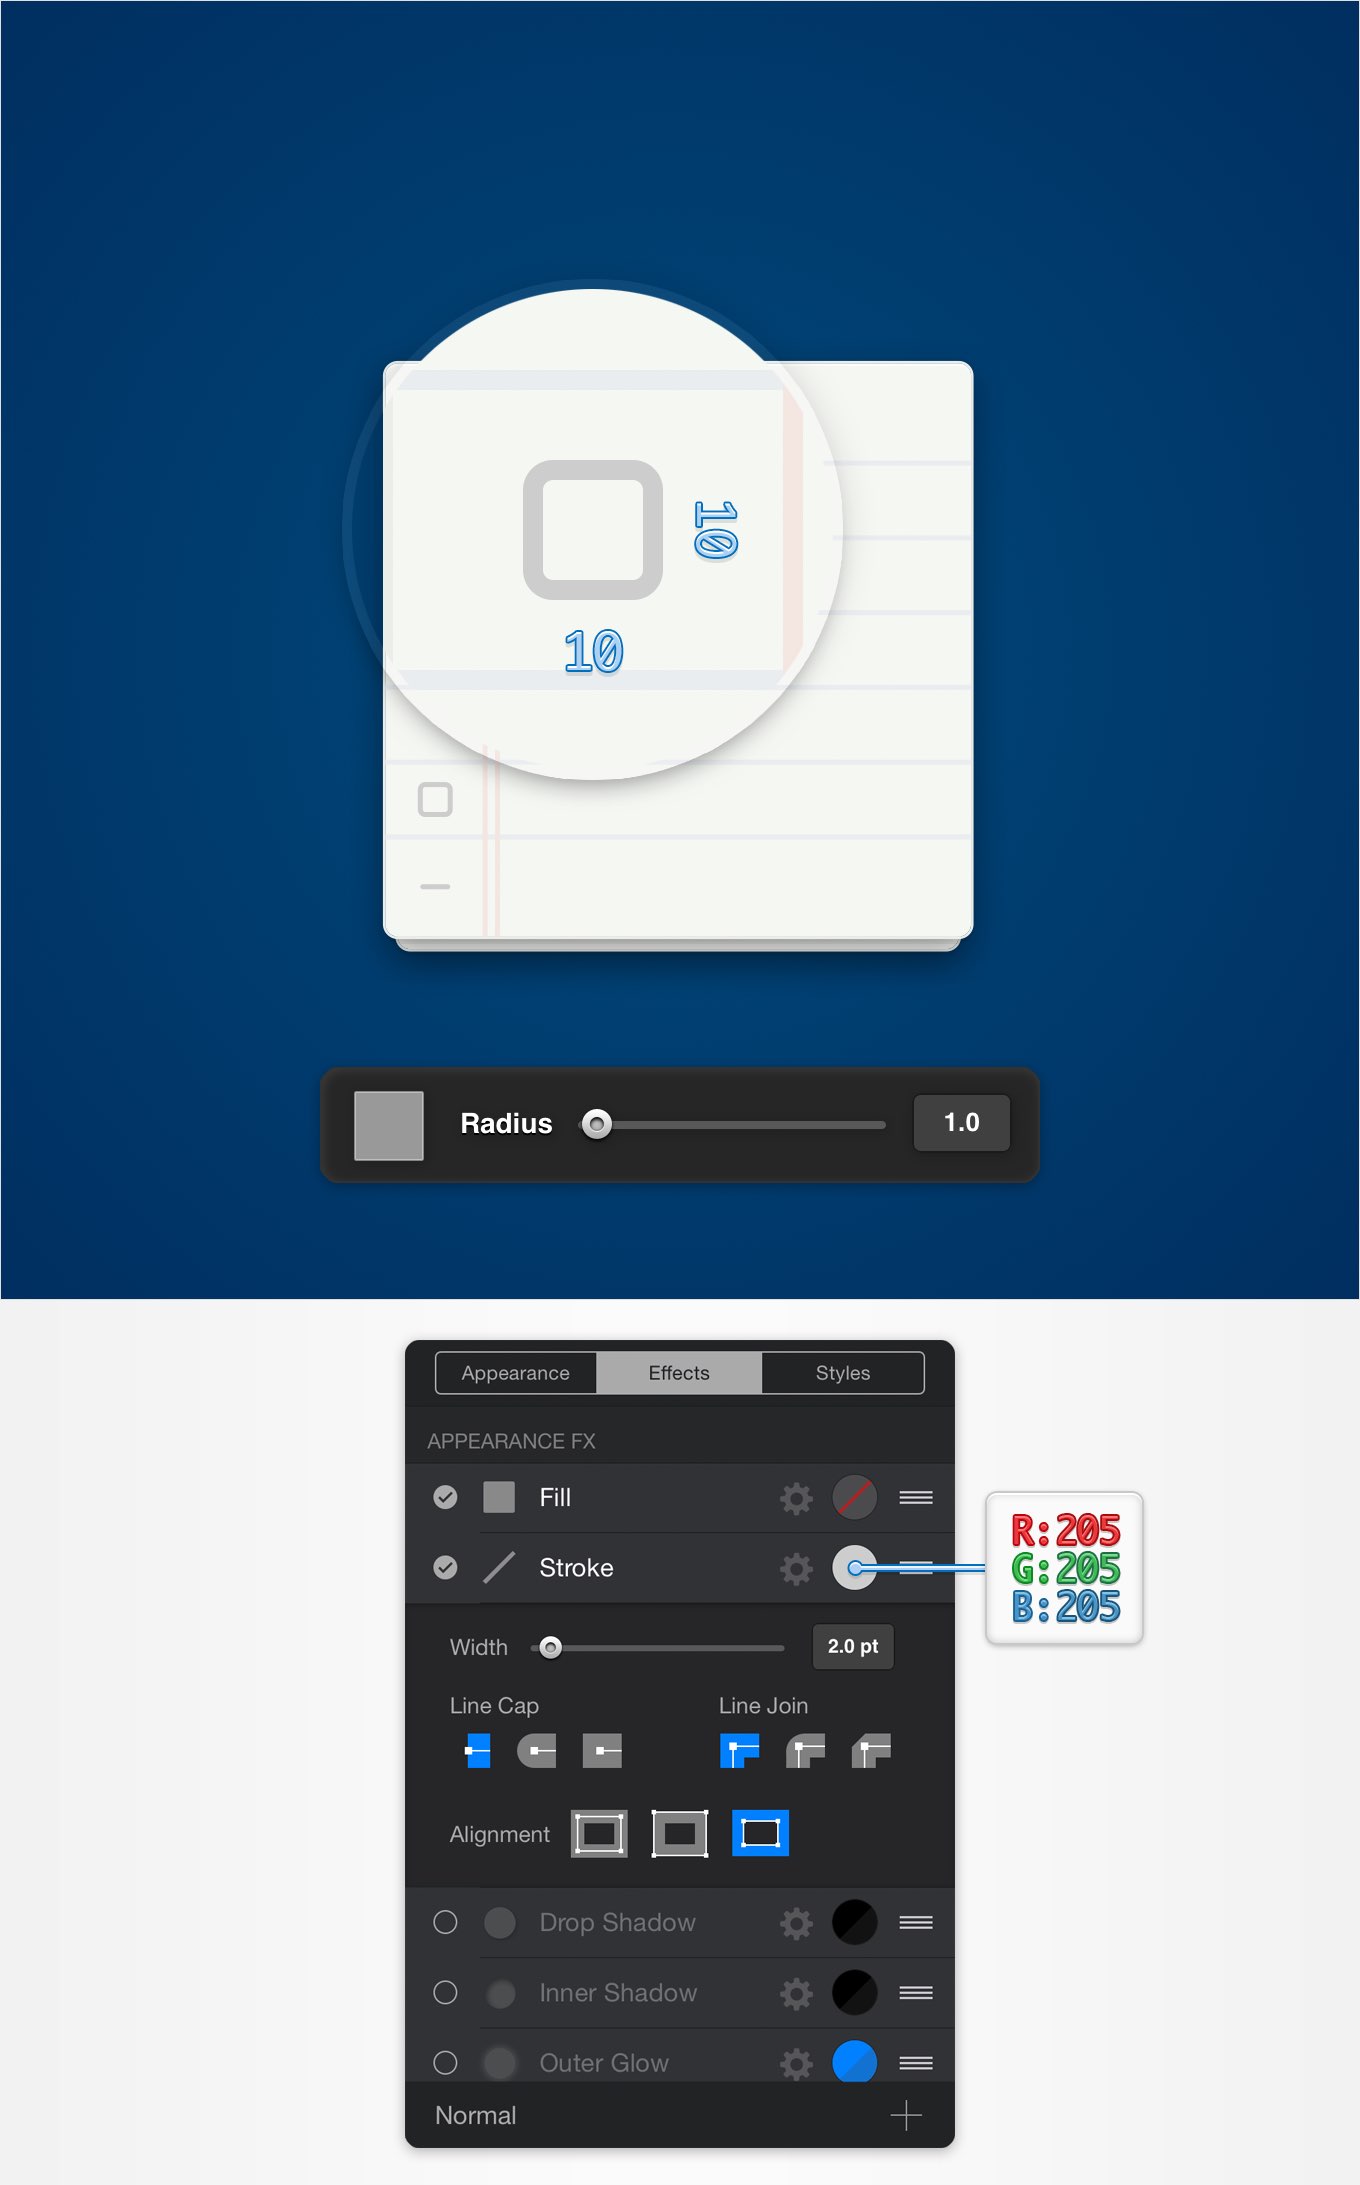 10
10
Radius 1.0
Appearance Effects Styles
APPEARANCE FX
Fill
Stroke
R:205
G:205
B:205
Width 2.0 pt
Line Cap Line Join
Alignment
Drop Shadow
Inner Shadow
Outer Glow
Normal